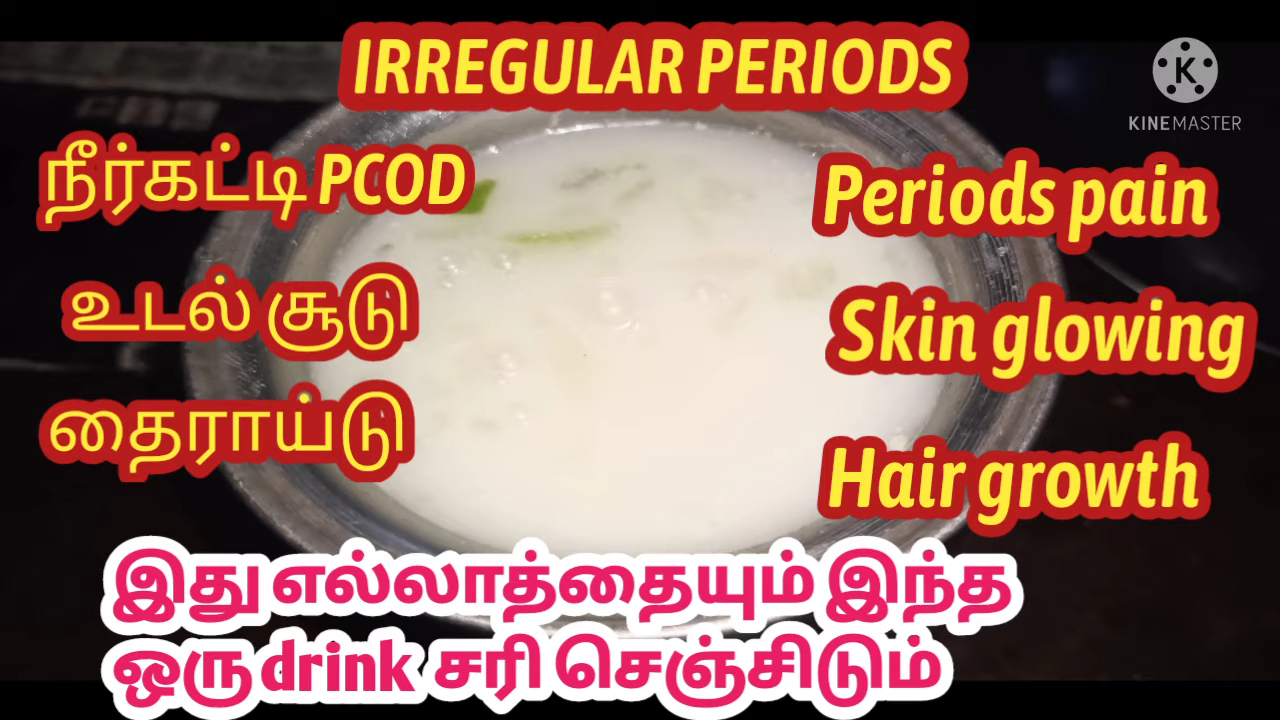 IRREGULAR PERIODS
KINEMASTER
நீர்கட்டி PCOD
Periods pain
உடல் சூடு
Skin glowing
தைராய்டு
Hair growth
இது எல்லாத்தையும் இந்த
ஒரு drink சரி செஞ்சிடும்